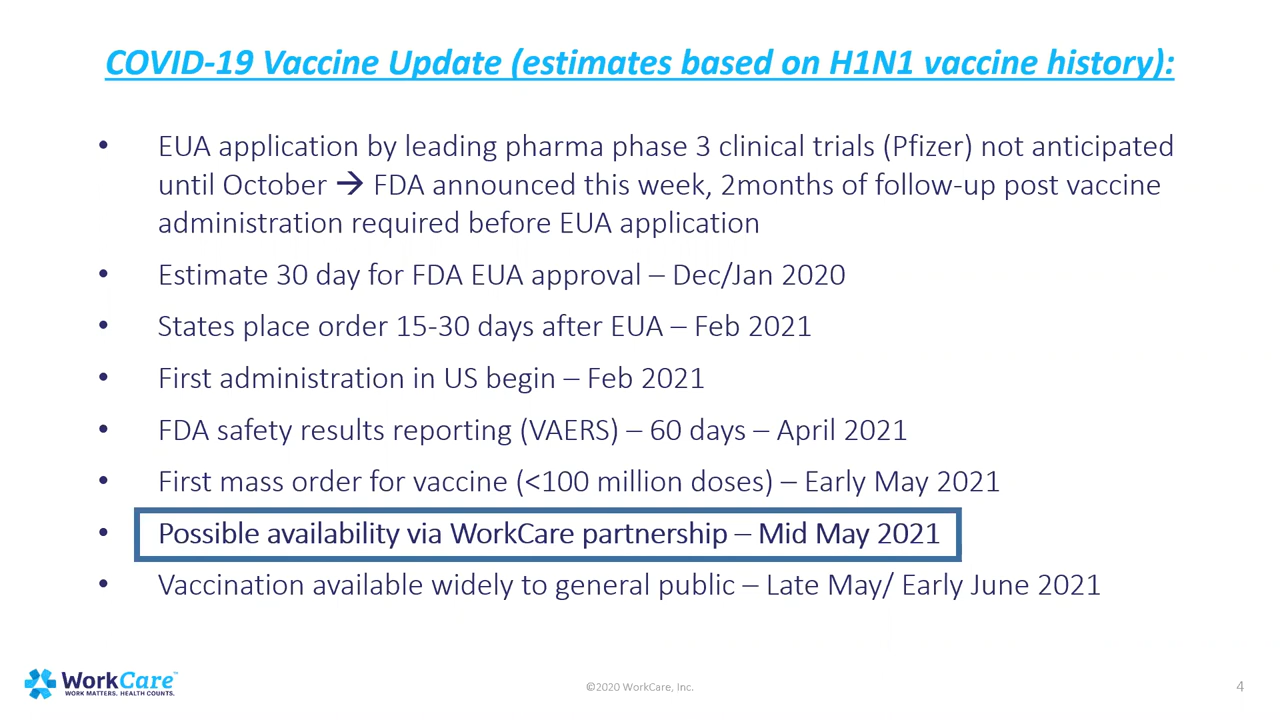 COVID-19 Vaccine Update (estimates based on H1N1 vaccine history):
• EUA application by leading pharma phase 3 clinical trials (Pfizer) not anticipated
until October → FDA announced this week, 2months of follow-up post vaccine
administration required before EUA application
• Estimate 30 day for FDA EUA approval – Dec/Jan 2020
• States place order 15-30 days after EUA – Feb 2021
• First administration in US begin – Feb 2021
• FDA safety results reporting (VAERS) – 60 days – April 2021
• First mass order for vaccine (<100 million doses) – Early May 2021
• Possible availability via WorkCare partnership – Mid May 2021
• Vaccination available widely to general public – Late May/ Early June 2021
WorkCare™
WORK MATTERS. HEALTH COUNTS.
©2020 WorkCare, Inc.
4